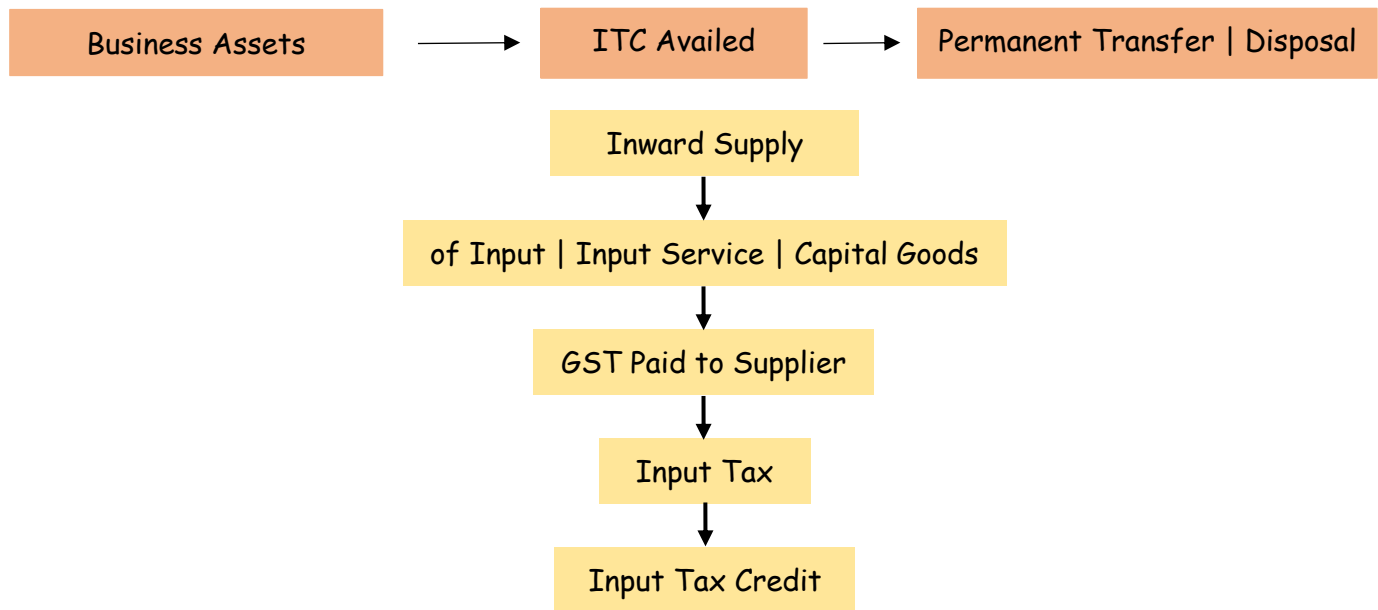 Business Assets
ITC Availed
Permanent Transfer | Disposal
Inward Supply
of Input | Input Service | Capital Goods
GST Paid to Supplier
Input Tax
Input Tax Credit